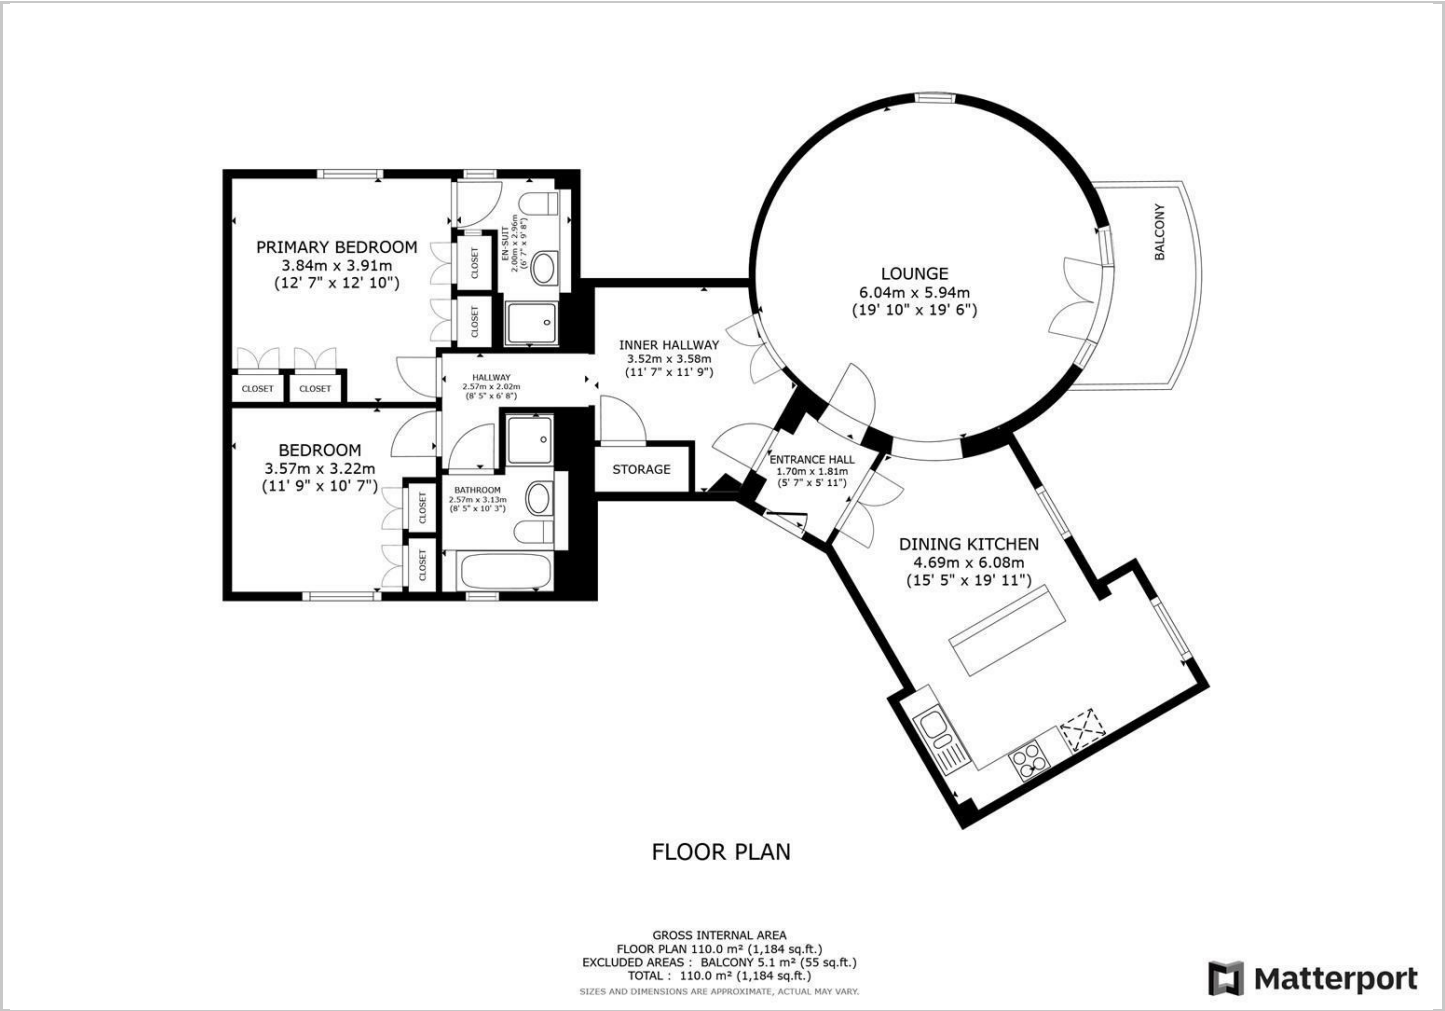 BALCONY
PRIMARY BEDROOM
3.84m x 3.91m
(12' 7" x 12' 10")
EN-SUIT
2.00m x 2.96m
(6' 7" x 9' 8")
CLOSET
CLOSET
CLOSET
CLOSET
LOUNGE
6.04m x 5.94m
(19' 10" x 19' 6")
INNER HALLWAY
3.52m x 3.58m
(11' 7" x 11' 9")
HALLWAY
2.57m x 2.02m
(8' 5" x 6' 8")
BEDROOM
3.57m x 3.22m
(11' 9" x 10' 7")
CLOSET
CLOSET
BATHROOM
2.57m x 3.13m
(8' 5" x 10' 3")
STORAGE
ENTRANCE HALL
1.70m x 1.81m
(5' 7" x 5' 11")
DINING KITCHEN
4.69m x 6.08m
(15' 5" x 19' 11")
FLOOR PLAN
GROSS INTERNAL AREA
FLOOR PLAN 110.0 m² (1,184 sq.ft.)
EXCLUDED AREAS : BALCONY 5.1 m² (55 sq.ft.)
TOTAL : 110.0 m² (1,184 sq.ft.)
SIZES AND DIMENSIONS ARE APPROXIMATE, ACTUAL MAY VARY.
Matterport